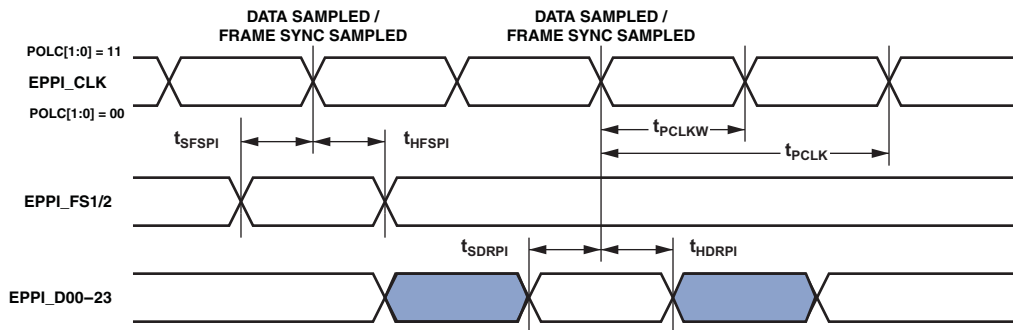 DATA SAMPLED /
FRAME SYNC SAMPLED
DATA SAMPLED /
FRAME SYNC SAMPLED
POLC[1:0] = 11
EPPI_CLK
POLC[1:0] = 00
tSFSPI
tHFSPI
tPCLKW
tPCLK
EPPI_FS1/2
tSDRPI
tHDRPI
EPPI_D00–23